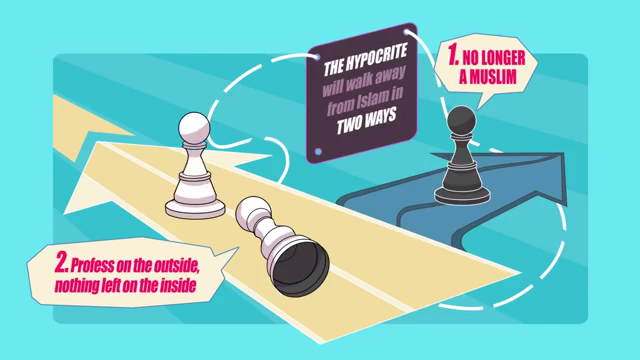 THE HYPOCRITE
will walk away
from Islam in
TWO WAYS
1. NO LONGER
A MUSLIM
2. Profess on the outside,
nothing left on the inside